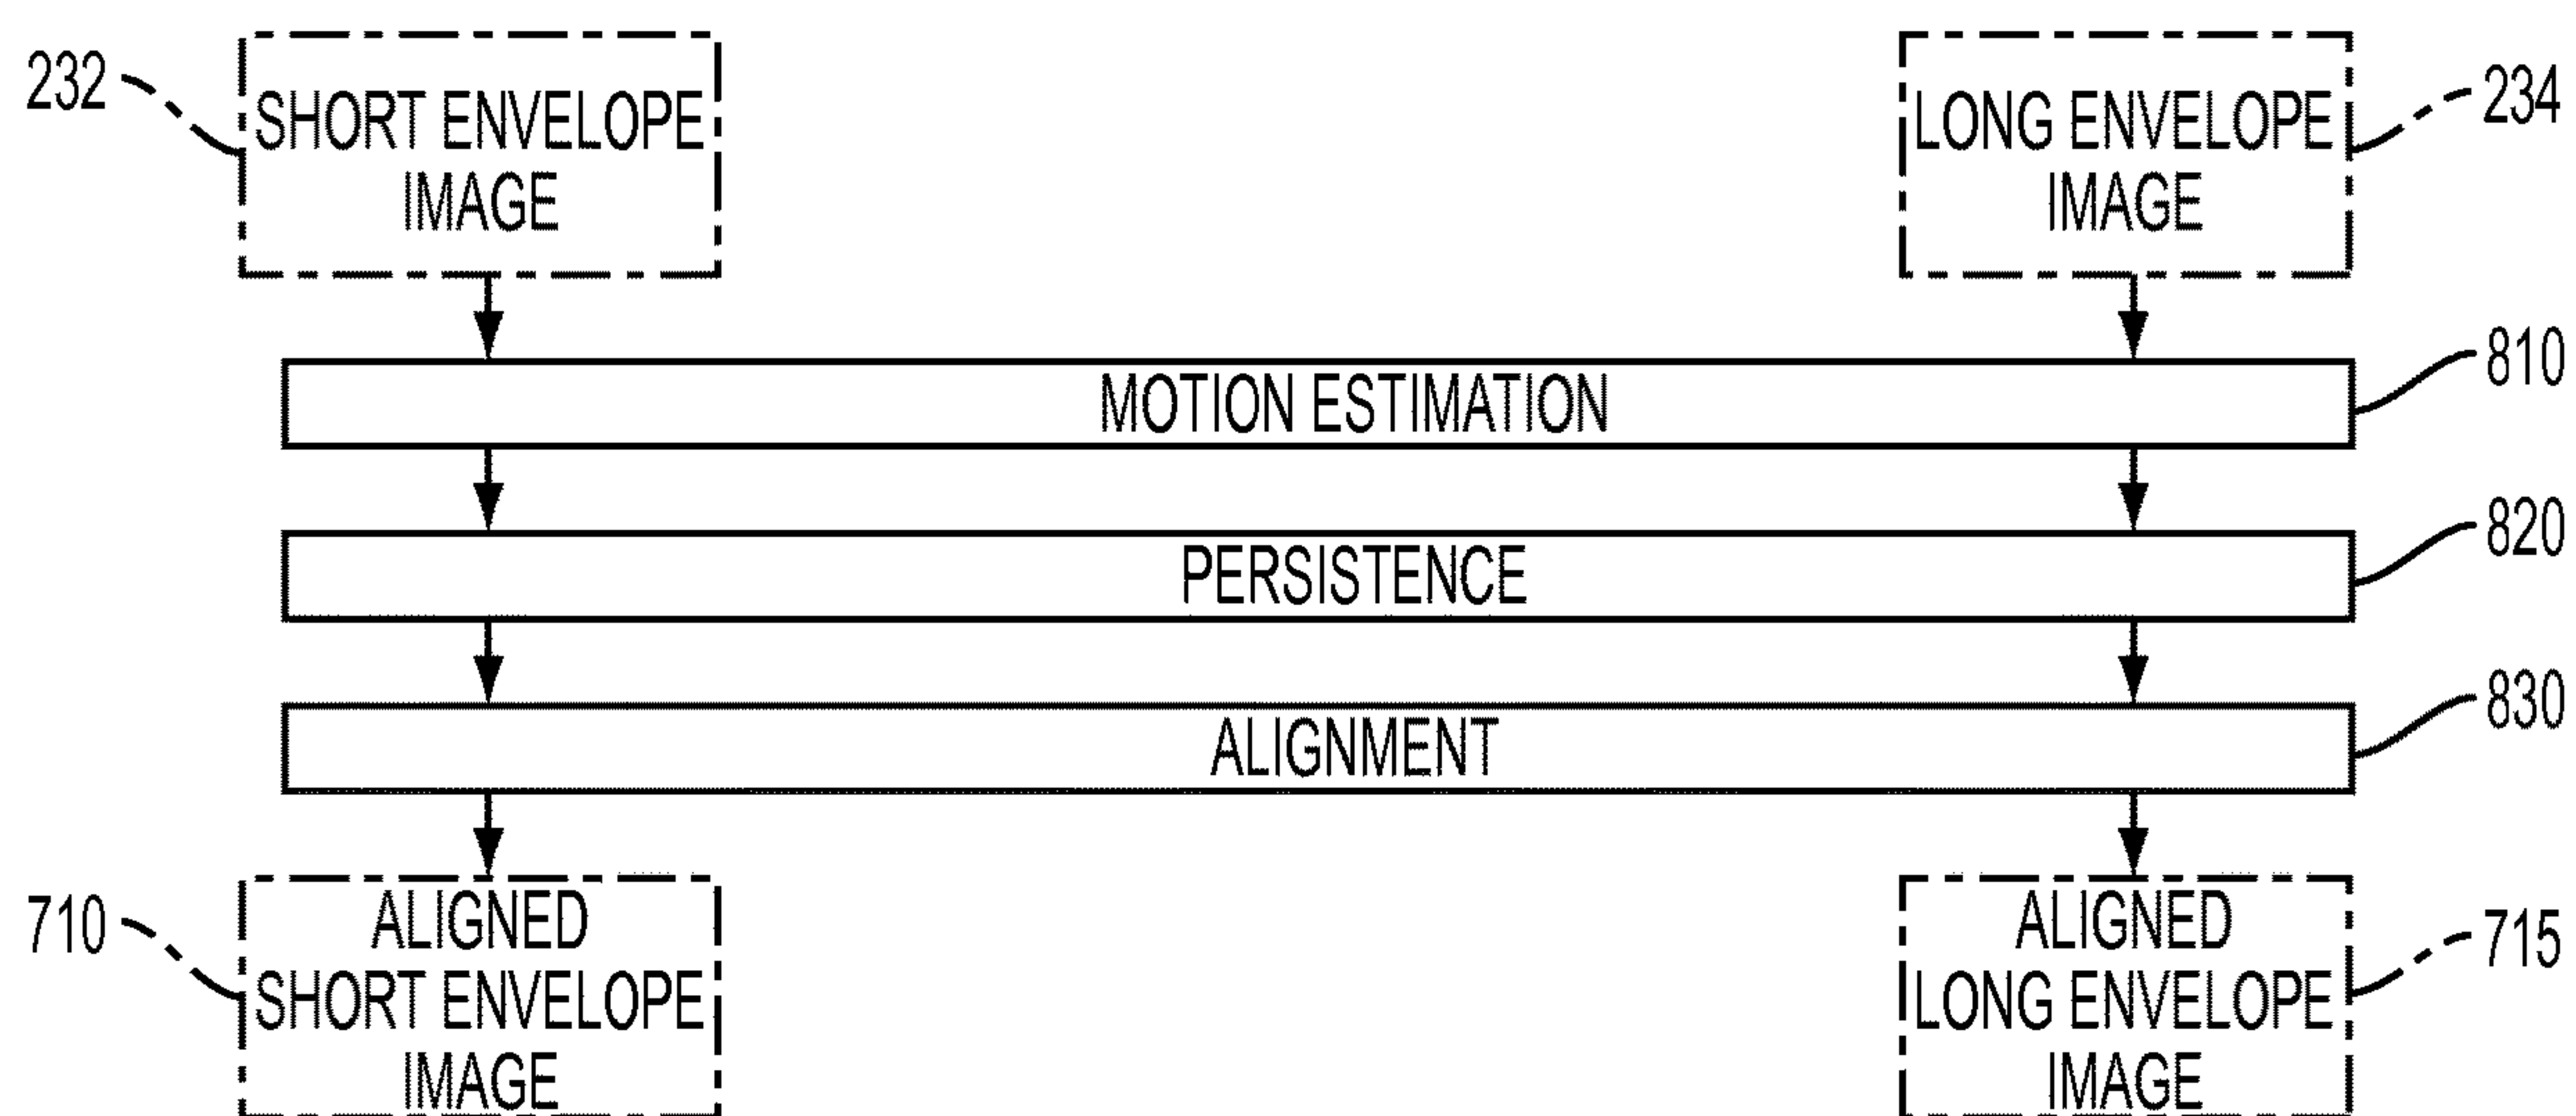 232
SHORT ENVELOPE
IMAGE
LONG ENVELOPE
IMAGE
234
MOTION ESTIMATION
810
PERSISTENCE
820
ALIGNMENT
830
710
ALIGNED
SHORT ENVELOPE
IMAGE
ALIGNED
LONG ENVELOPE
IMAGE
715